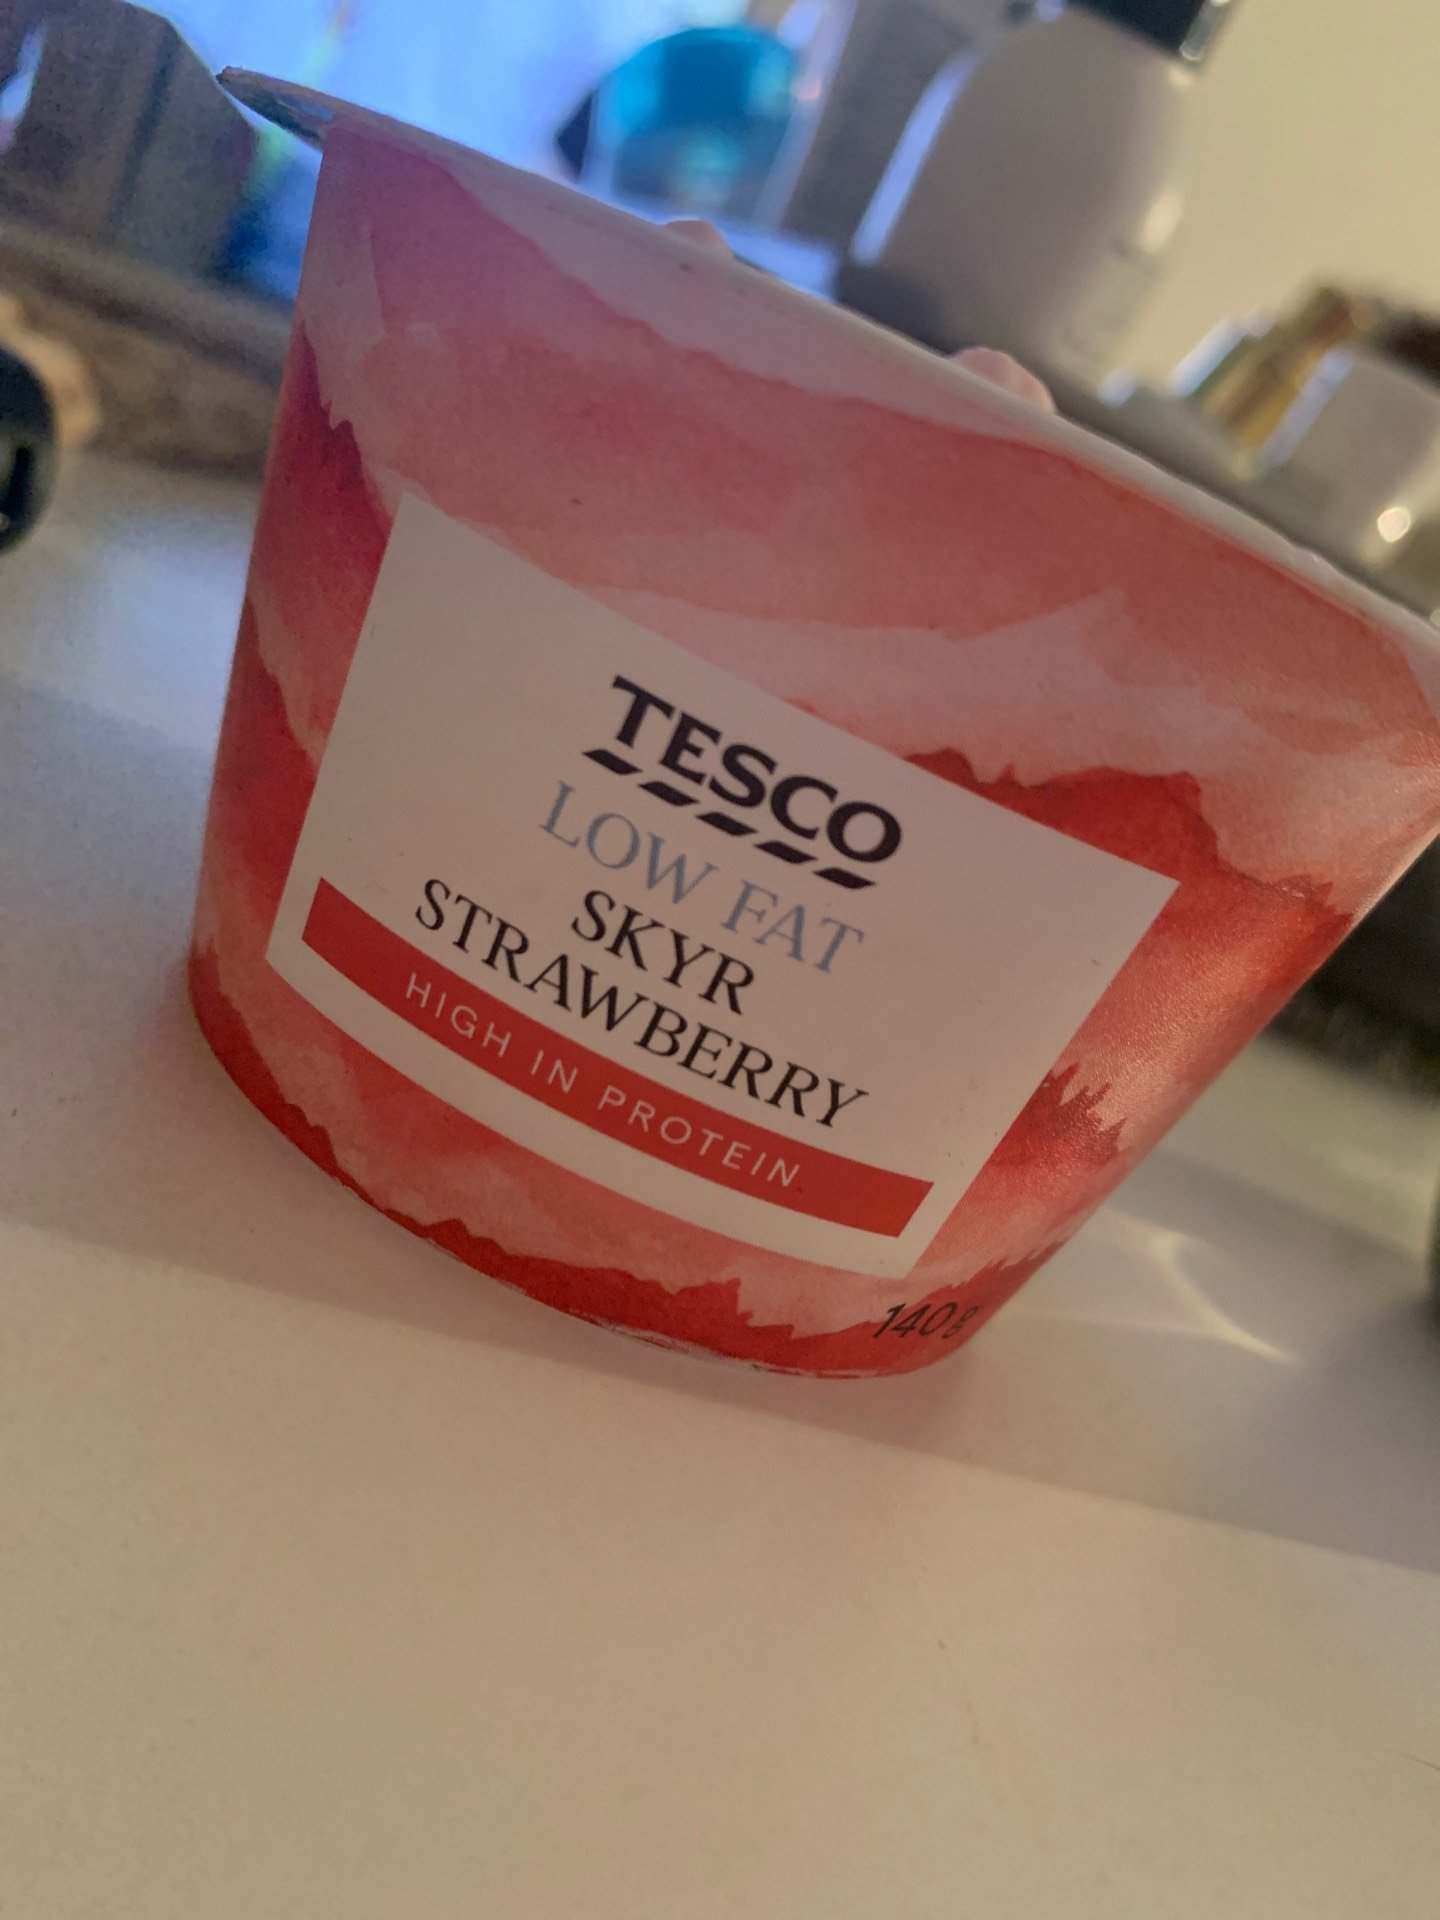 TESCO
LOW FAT
SKYR
STRAWBERRY
HIGH IN PROTEIN
140g